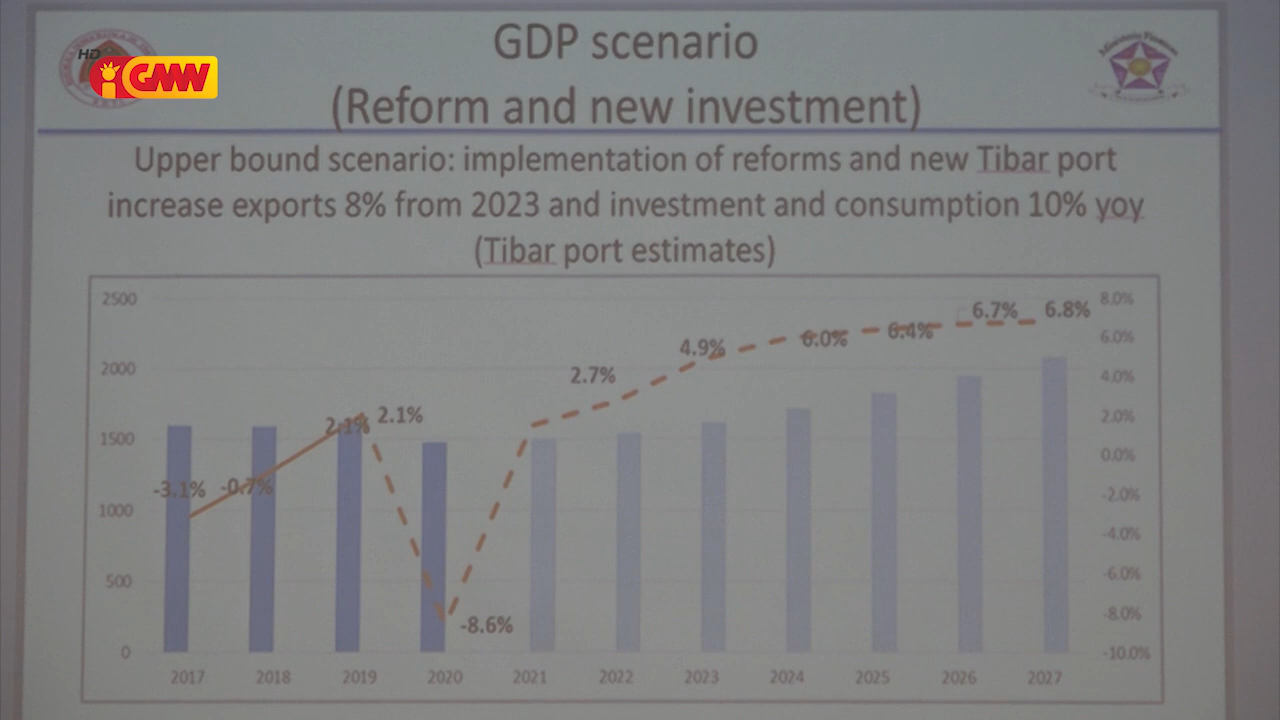 HD
GMW
GDP scenario
(Reform and new investment)
Upper bound scenario: implementation of reforms and new Tibar port
increase exports 8% from 2023 and investment and consumption 10% yoy
(Tibar port estimates)
2500
2000
1500
1000
500
0
8.0%
6.0%
4.0%
2.0%
0.0%
-2.0%
-4.0%
-6.0%
-8.0%
-10.0%
-3.1% -0.7% 2.1% 2.1% -8.6% 2.7% 4.9% 6.0% 6.4% 6.7% 6.8%
2017 2018 2019 2020 2021 2022 2023 2024 2025 2026 2027